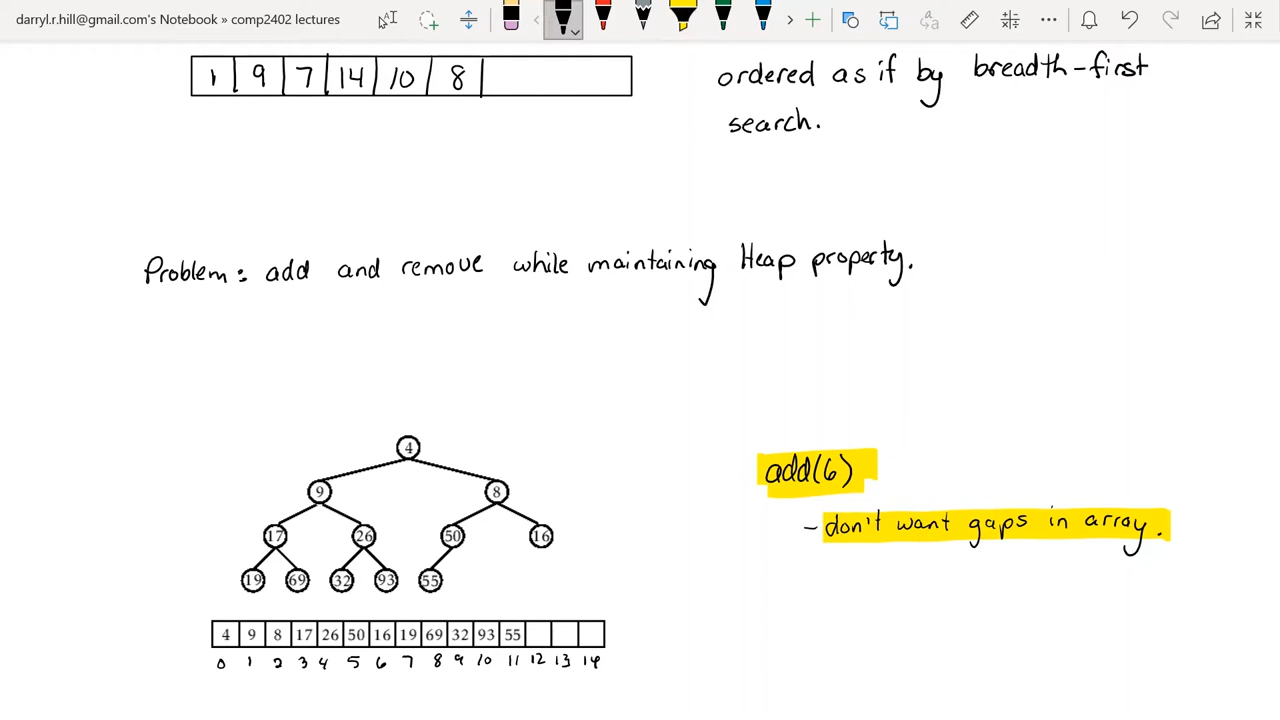 darryl.r.hill@gmail.com's Notebook » comp2402 lectures
1 9 7 14 10 8
ordered as if by breadth-first
search.
Problem: add and remove while maintaining Heap property.
4
9 8
17 26 50 16
19 69 32 93 55
add(6)
- don't want gaps in array.
4 9 8 17 26 50 16 19 69 32 93 55
0 1 2 3 4 5 6 7 8 9 10 11 12 13 14